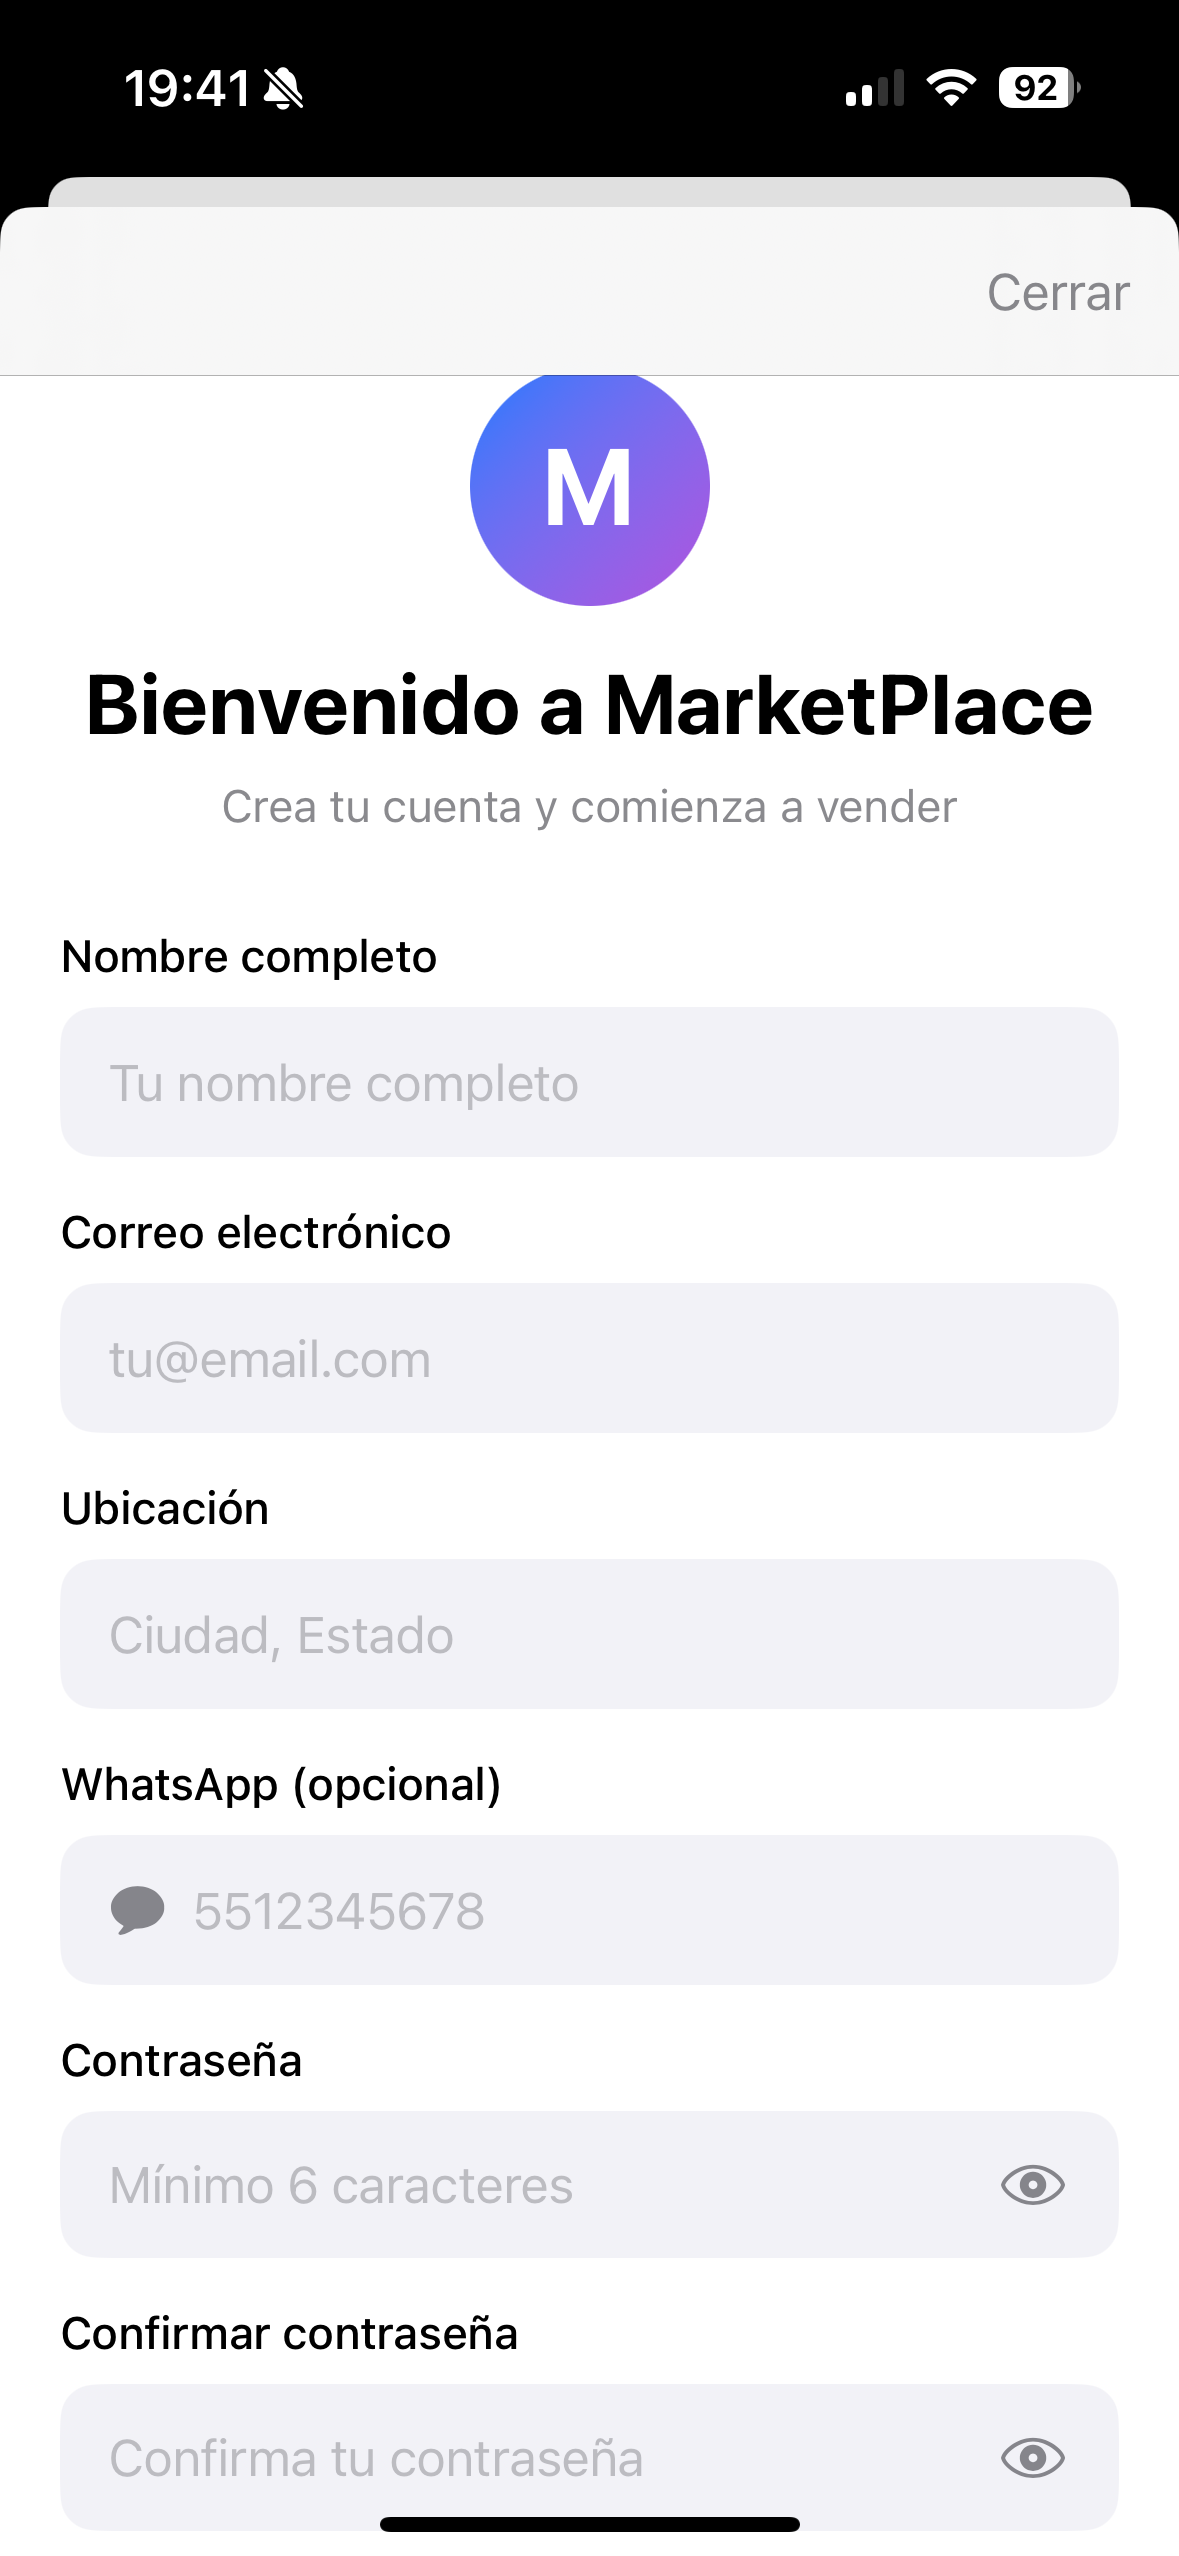 19:41
92
Cerrar
M
Bienvenido a MarketPlace
Crea tu cuenta y comienza a vender
Nombre completo
Tu nombre completo
Correo electrónico
tu@email.com
Ubicación
Ciudad, Estado
WhatsApp (opcional)
5512345678
Contraseña
Mínimo 6 caracteres
Confirmar contraseña
Confirma tu contraseña